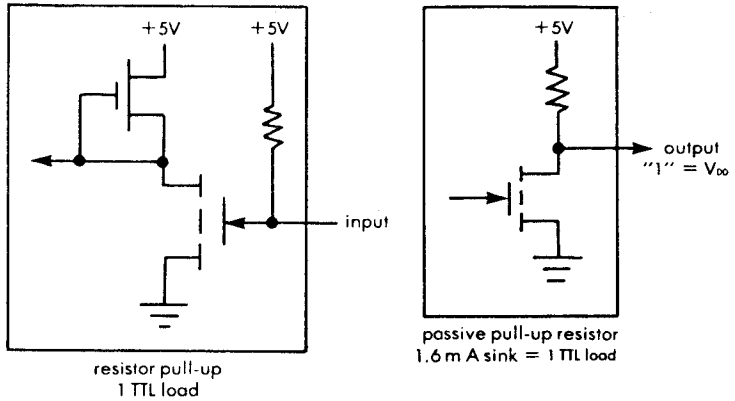 +5V
+5V
input
resistor pull-up
1 TTL load
+5V
output
"1" = VDD
passive pull-up resistor
1.6 m A sink = 1 TTL load